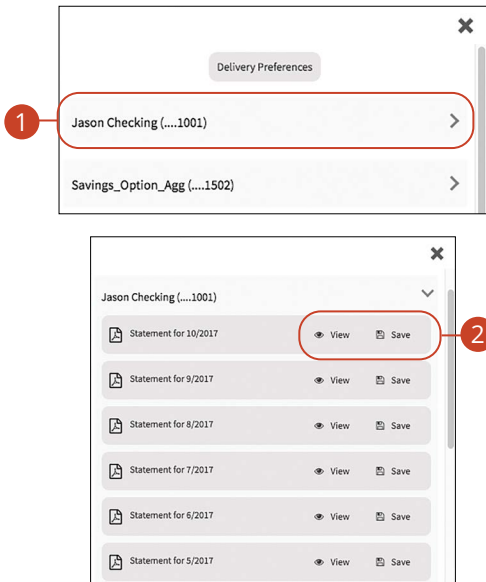 Delivery Preferences
1
Jason Checking (....1001)
Savings_Option_Agg (....1502)
Jason Checking (....1001)
Statement for 10/2017 View Save
2
Statement for 9/2017 View Save
Statement for 8/2017 View Save
Statement for 7/2017 View Save
Statement for 6/2017 View Save
Statement for 5/2017 View Save